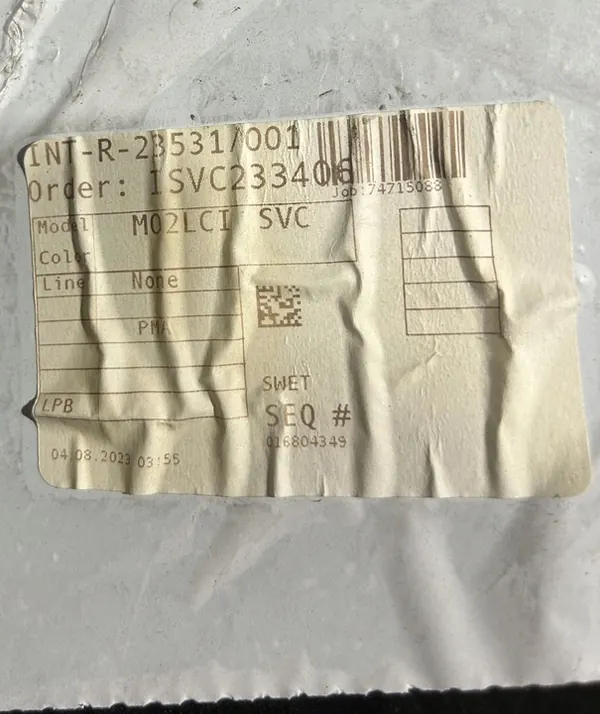 INT-R-23531/001
Order: ISVC233406
Job:74715088
Model M02LCI SVC
Color
Line None
PMA
SWET
LPB
SEQ #
016804349
04.08.2023 03:55